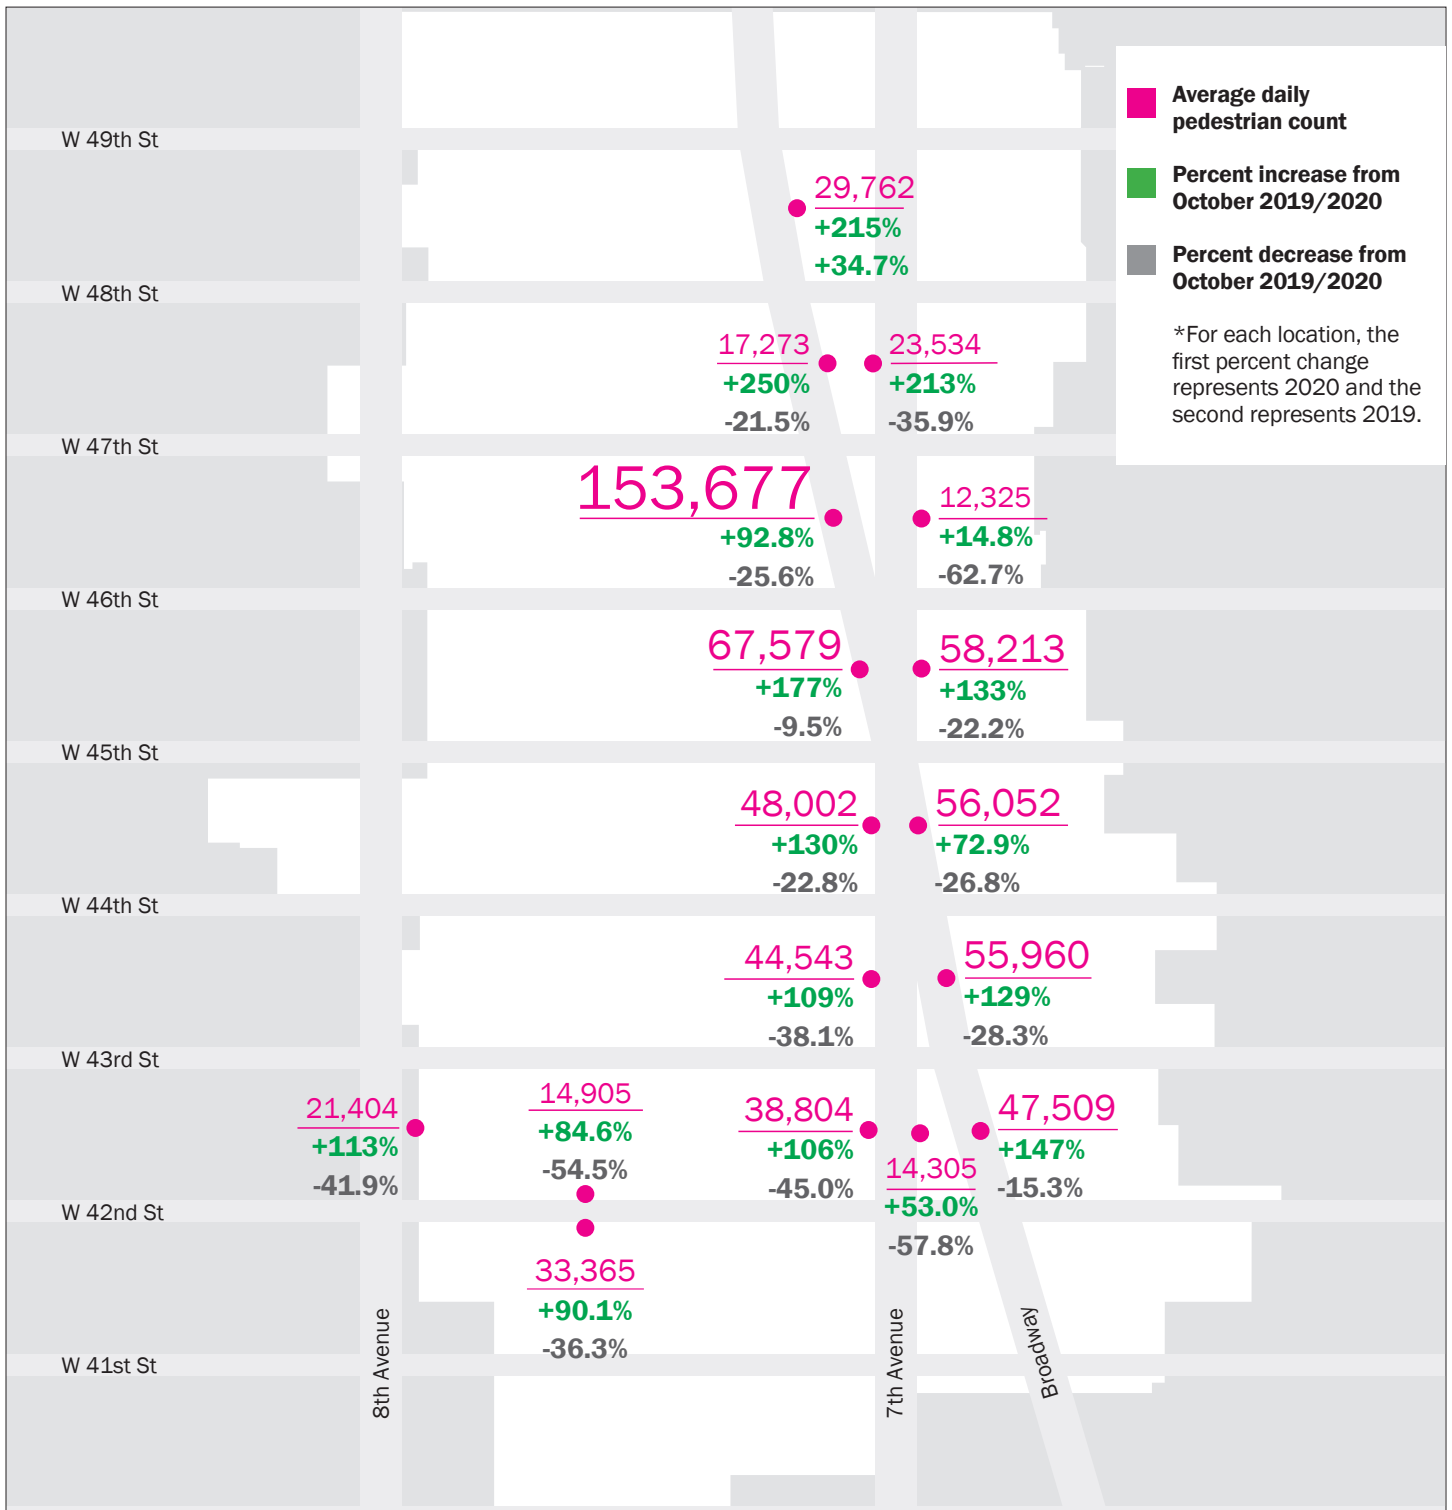 Average daily
pedestrian count
Percent increase from
October 2019/2020
Percent decrease from
October 2019/2020
*For each location, the
first percent change
represents 2020 and the
second represents 2019.
W 49th St
29,762
+215%
+34.7%
W 48th St
17,273
+250%
-21.5%
23,534
+213%
-35.9%
W 47th St
153,677
+92.8%
-25.6%
12,325
+14.8%
-62.7%
W 46th St
67,579
+177%
-9.5%
58,213
+133%
-22.2%
W 45th St
48,002
+130%
-22.8%
56,052
+72.9%
-26.8%
W 44th St
44,543
+109%
-38.1%
55,960
+129%
-28.3%
W 43rd St
21,404
+113%
-41.9%
14,905
+84.6%
-54.5%
38,804
+106%
-45.0%
14,305
+53.0%
-57.8%
47,509
+147%
-15.3%
W 42nd St
33,365
+90.1%
-36.3%
W 41st St
8th Avenue
7th Avenue
Broadway